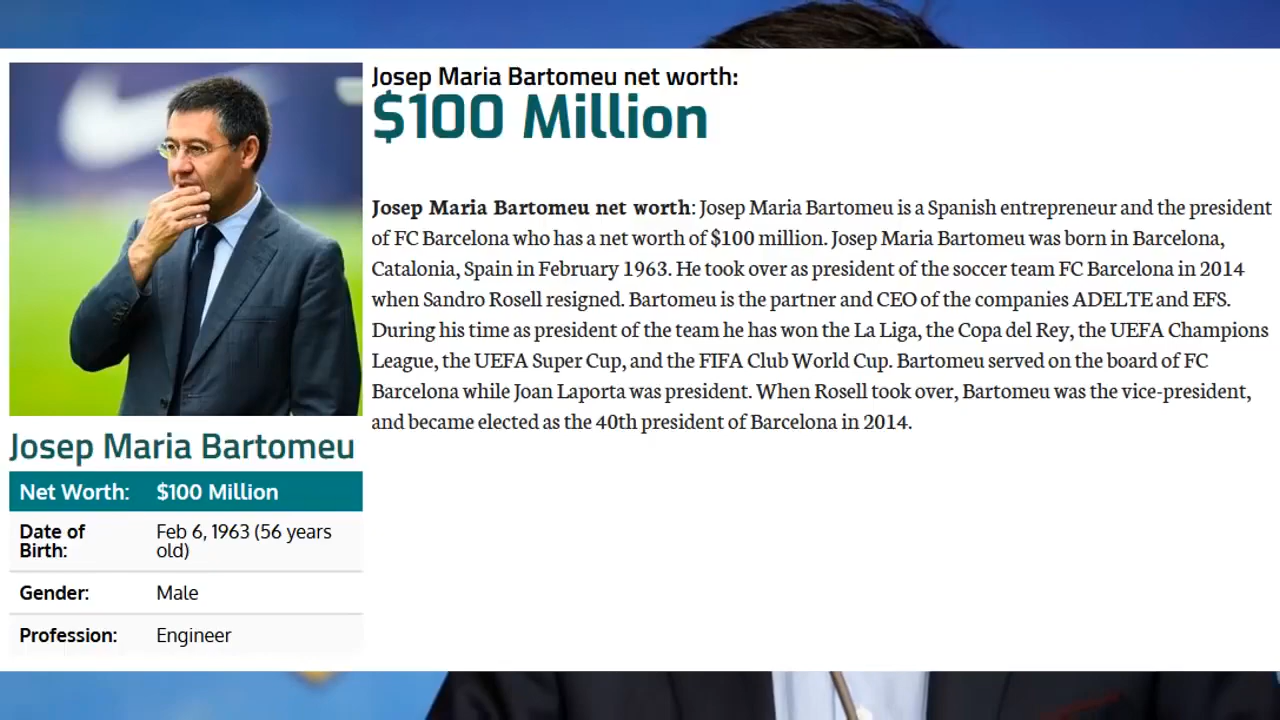 Josep Maria Bartomeu net worth:
$100 Million
Josep Maria Bartomeu net worth: Josep Maria Bartomeu is a Spanish entrepreneur and the president
of FC Barcelona who has a net worth of $100 million. Josep Maria Bartomeu was born in Barcelona,
Catalonia, Spain in February 1963. He took over as president of the soccer team FC Barcelona in 2014
when Sandro Rosell resigned. Bartomeu is the partner and CEO of the companies ADELTE and EFS.
During his time as president of the team he has won the La Liga, the Copa del Rey, the UEFA Champions
League, the UEFA Super Cup, and the FIFA Club World Cup. Bartomeu served on the board of FC
Barcelona while Joan Laporta was president. When Rosell took over, Bartomeu was the vice-president,
and became elected as the 40th president of Barcelona in 2014.
Josep Maria Bartomeu
Net Worth: $100 Million
Date of Birth: Feb 6, 1963 (56 years
old)
Gender: Male
Profession: Engineer